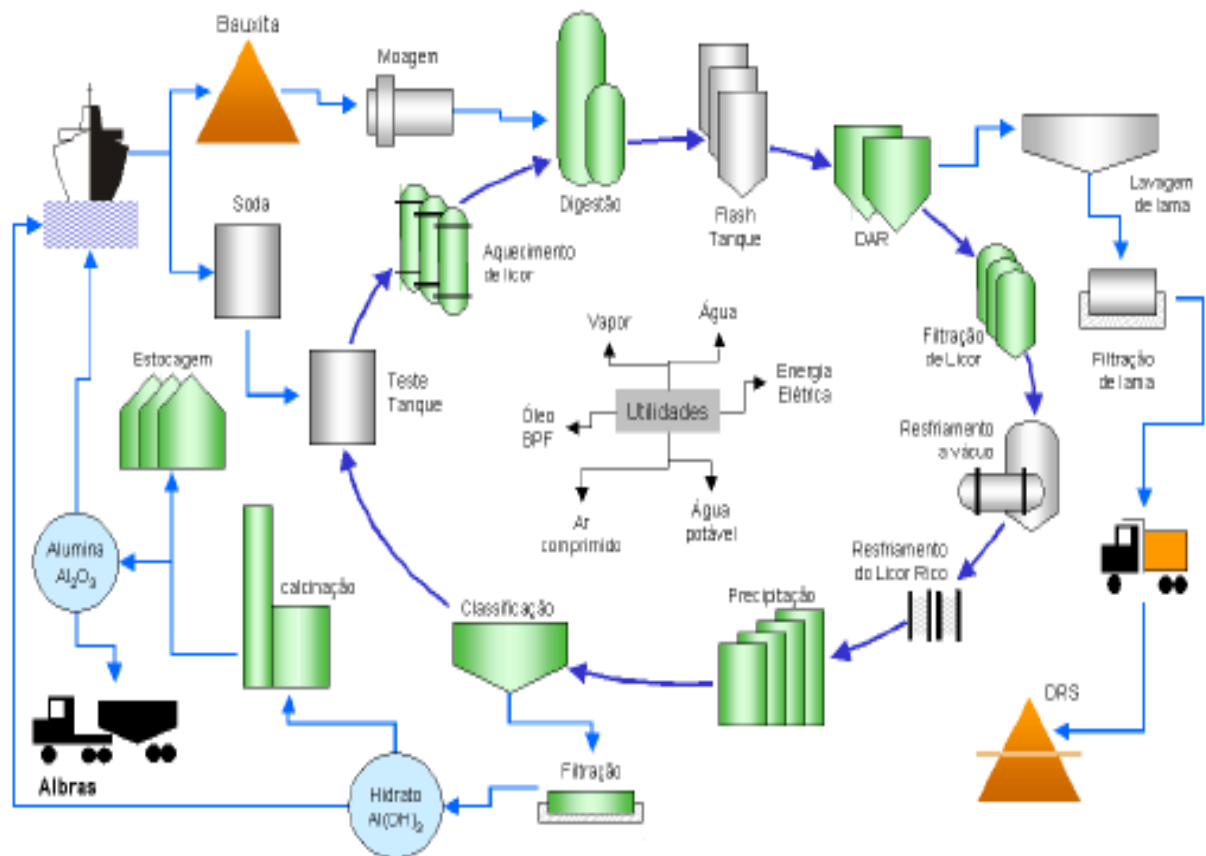 Bauxita
Moagem
Soda
Digestão
Flash
Tanque
DAR
Lavagem
de lama
Aquecimento
de licor
Estocagem
Teste
Tanque
Vapor
Água
Utilidades
Energia
Elétrica
Óleo
BPF
Ar
comprimido
Água
potável
Filtração
de Licor
Filtração
de lama
Resfriamento
a vácuo
Resfriamento
do Licor Rico
Alumina
Al₂O₃
calcinação
Classificação
Precipitação
DRS
Albras
Filtração
Hidrato
Al(OH)₃